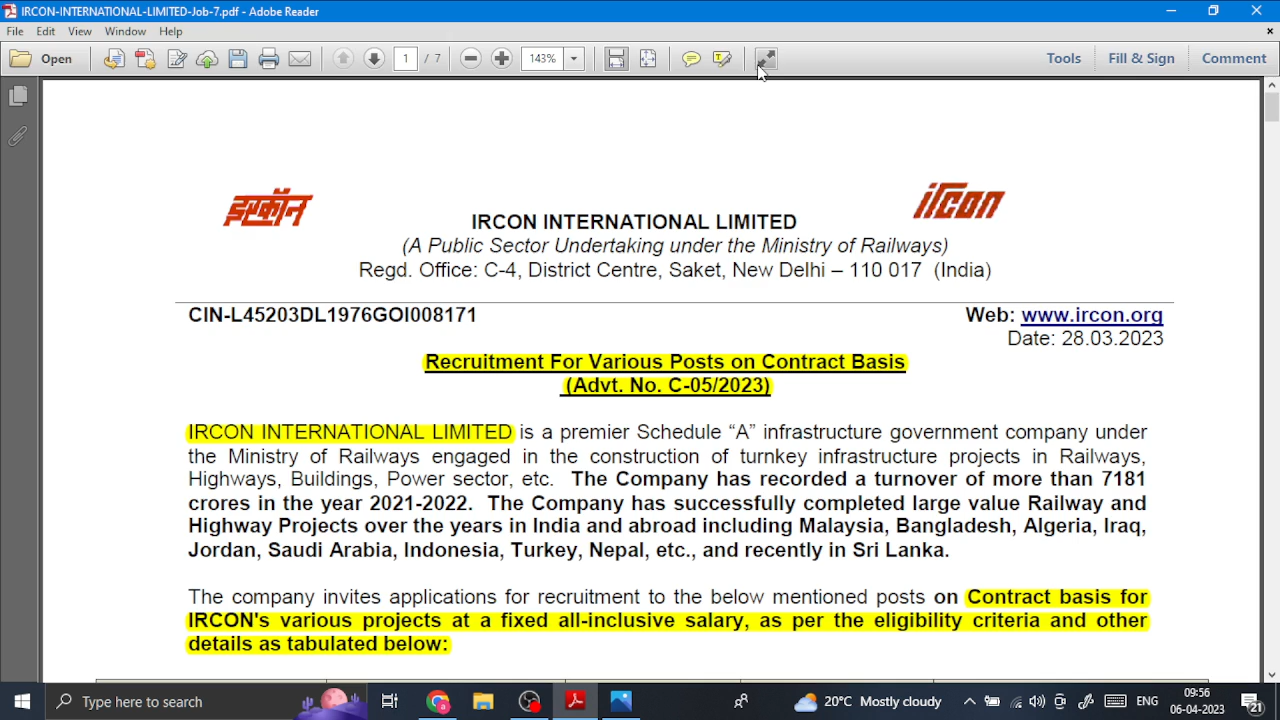 IRCON-INTERNATIONAL-LIMITED-Job-7.pdf - Adobe Reader
File Edit View Window Help
Open 1 / 7 143% Tools Fill & Sign Comment
इरकॉन ircon
IRCON INTERNATIONAL LIMITED
(A Public Sector Undertaking under the Ministry of Railways)
Regd. Office: C-4, District Centre, Saket, New Delhi – 110 017 (India)
CIN-L45203DL1976GOI008171 Web: www.ircon.org
Date: 28.03.2023
Recruitment For Various Posts on Contract Basis
(Advt. No. C-05/2023)
IRCON INTERNATIONAL LIMITED is a premier Schedule “A” infrastructure government company under
the Ministry of Railways engaged in the construction of turnkey infrastructure projects in Railways,
Highways, Buildings, Power sector, etc. The Company has recorded a turnover of more than 7181
crores in the year 2021-2022. The Company has successfully completed large value Railway and
Highway Projects over the years in India and abroad including Malaysia, Bangladesh, Algeria, Iraq,
Jordan, Saudi Arabia, Indonesia, Turkey, Nepal, etc., and recently in Sri Lanka.
The company invites applications for recruitment to the below mentioned posts on Contract basis for
IRCON's various projects at a fixed all-inclusive salary, as per the eligibility criteria and other
details as tabulated below:
Type here to search 20°C Mostly cloudy ENG 09:56
06-04-2023 21